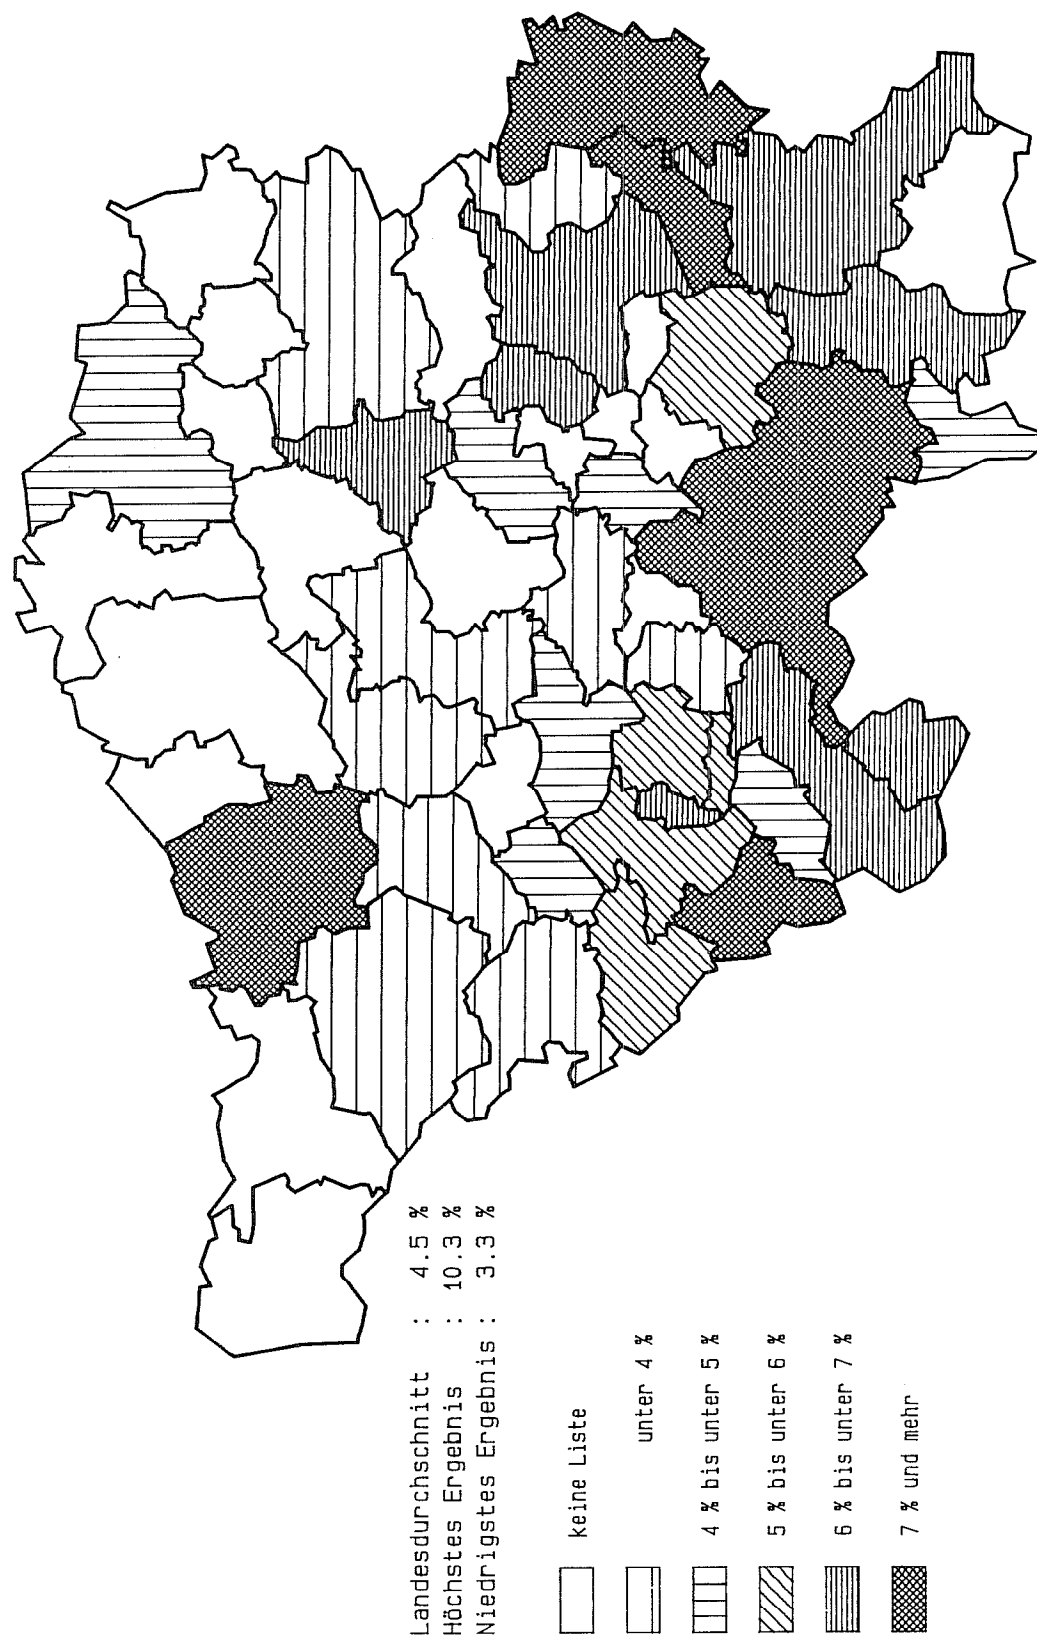 Landesdurchschnitt : 4.5 %
Höchstes Ergebnis : 10.3 %
Niedrigstes Ergebnis : 3.3 %
keine Liste
unter 4 %
4 % bis unter 5 %
5 % bis unter 6 %
6 % bis unter 7 %
7 % und mehr